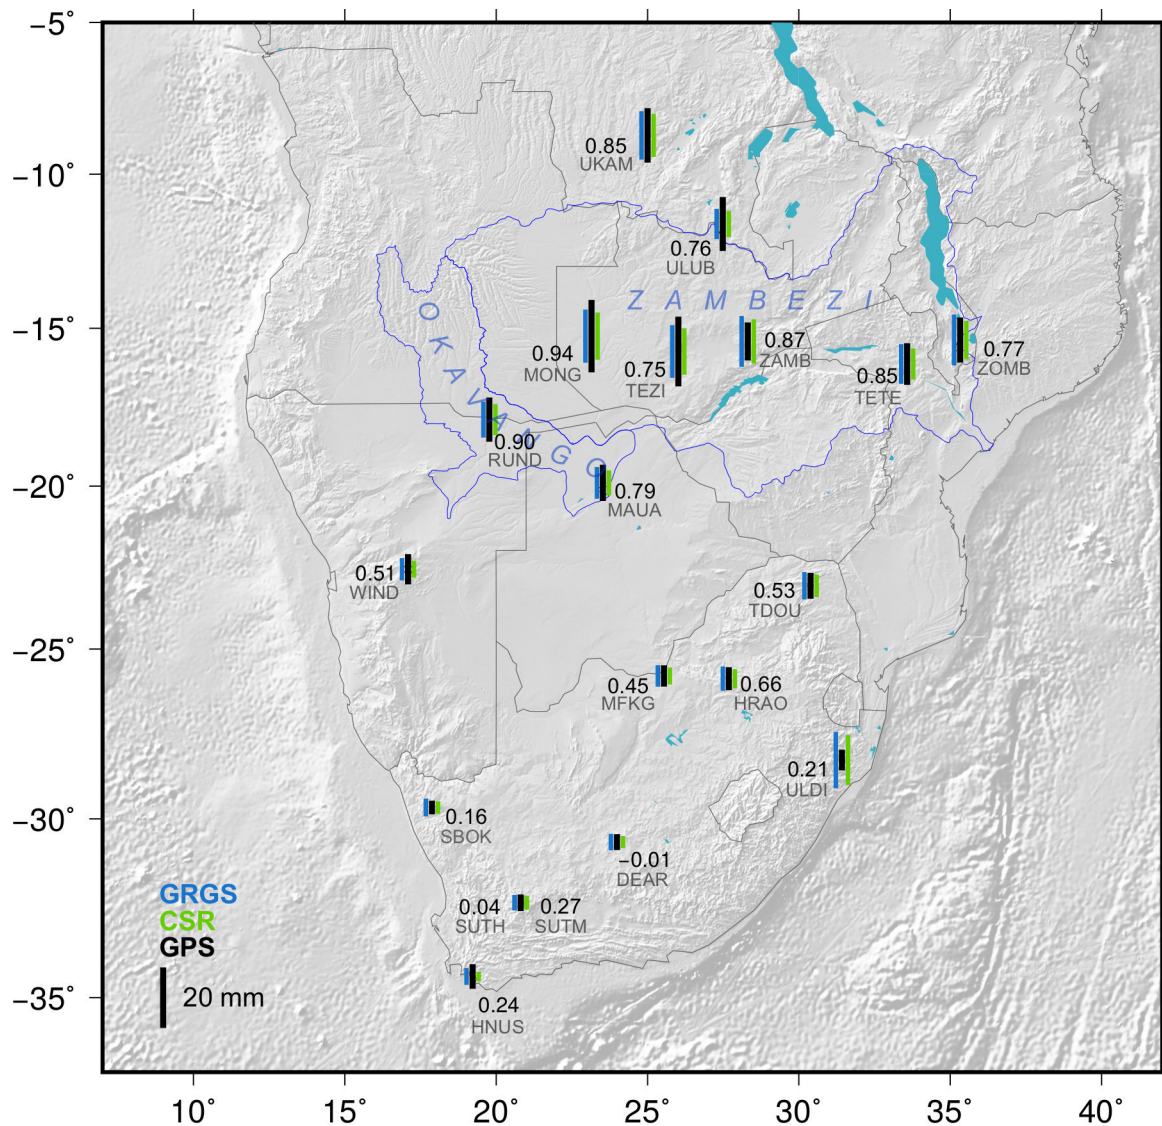 −5°
−10°
−15°
−20°
−25°
−30°
−35°
0.85
UKAM
0.76
ULUB
Z A M B E Z I
O K A V A N G O
0.94
MONG
0.75
TEZI
0.87
ZAMB
0.85
TETE
0.77
ZOMB
0.90
RUND
0.79
MAUA
0.51
WIND
0.53
TDOU
0.45
MFKG
0.66
HRAO
0.21
ULDI
0.16
SBOK
−0.01
DEAR
0.04
SUTH
0.27
SUTM
0.24
HNUS
GRGS
CSR
GPS
20 mm
10° 15° 20° 25° 30° 35° 40°